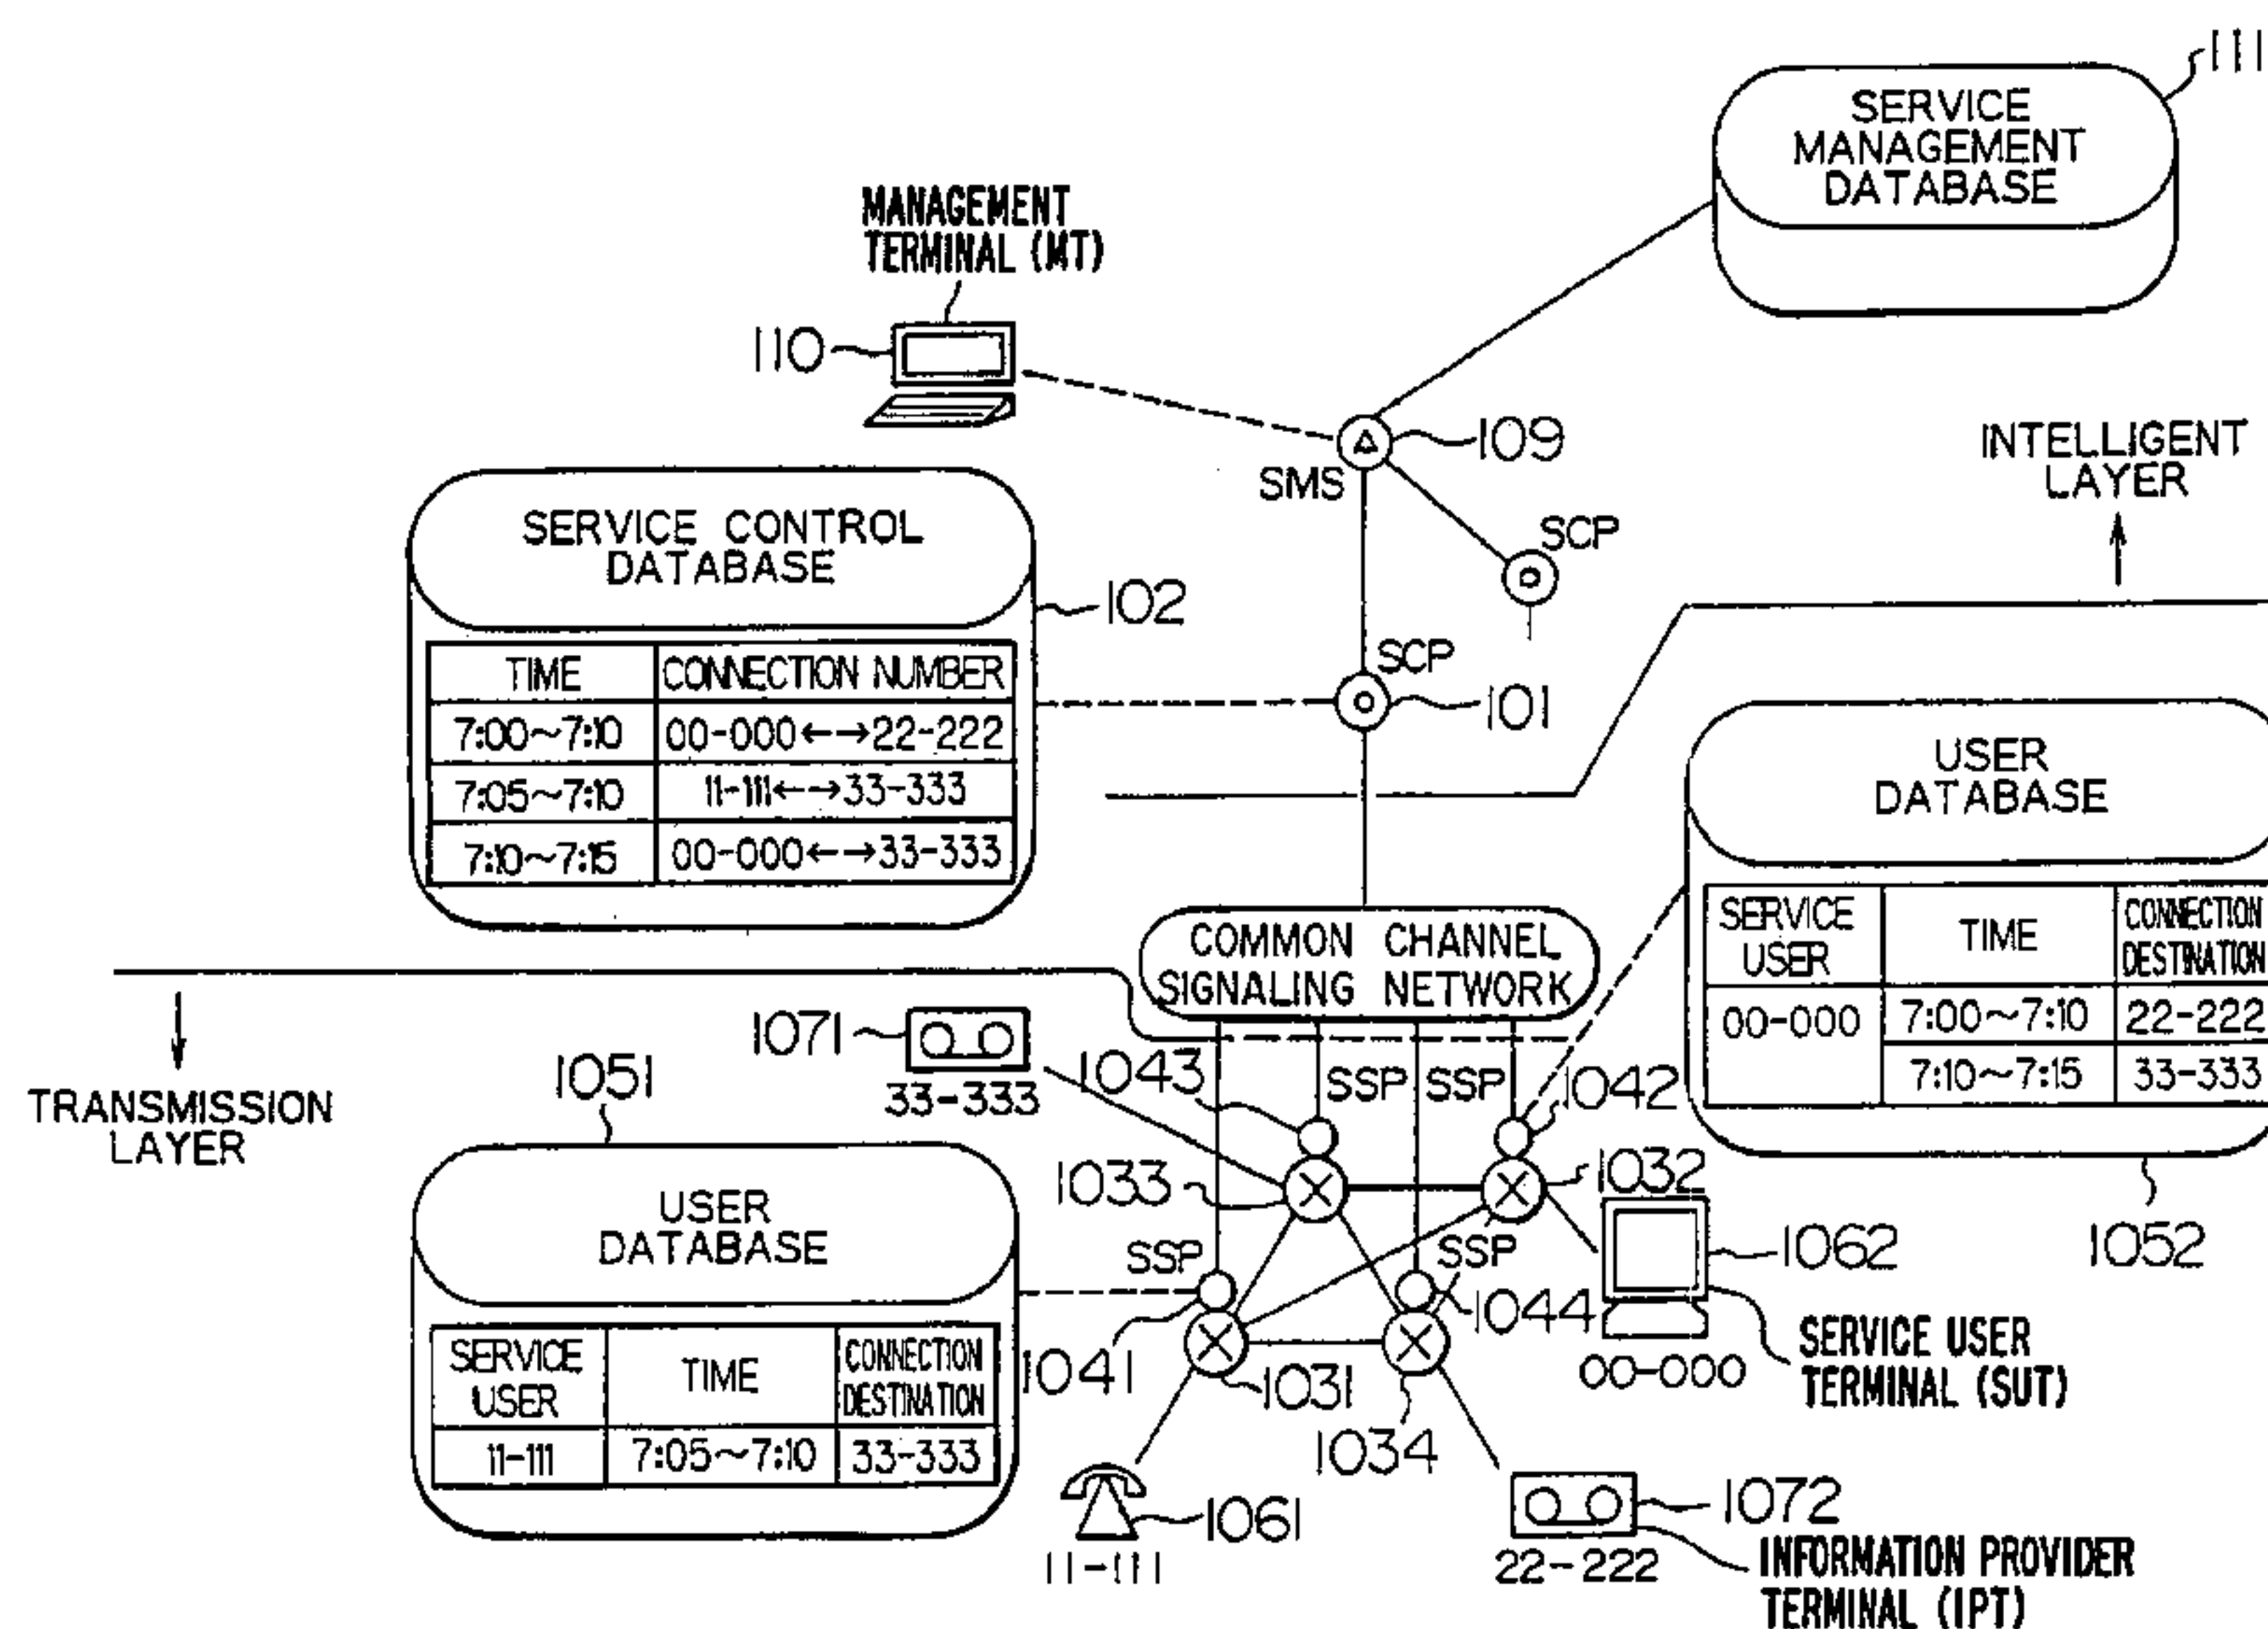 111
SERVICE
MANAGEMENT
DATABASE
MANAGEMENT
TERMINAL (MT)
110
109
SMS
INTELLIGENT
LAYER
SCP
SERVICE CONTROL
DATABASE
102
TIME CONNECTION NUMBER
7:00~7:10 00-000←→22-222
7:05~7:10 11-111←→33-333
7:10~7:15 00-000←→33-333
SCP
101
USER
DATABASE
SERVICE
USER
TIME
CONNECTION
DESTINATION
00-000 7:00~7:10 22-222
7:10~7:15 33-333
1052
COMMON CHANNEL
SIGNALING NETWORK
TRANSMISSION
LAYER
1071
33-333
1043
SSP
SSP
1042
1051
USER
DATABASE
SERVICE
USER
TIME
CONNECTION
DESTINATION
11-111 7:05~7:10 33-333
1033
1032
SSP
SSP
1062
1041
1044
1031
1034
00-000
SERVICE USER
TERMINAL (SUT)
1061
11-111
1072
22-222
INFORMATION PROVIDER
TERMINAL (IPT)